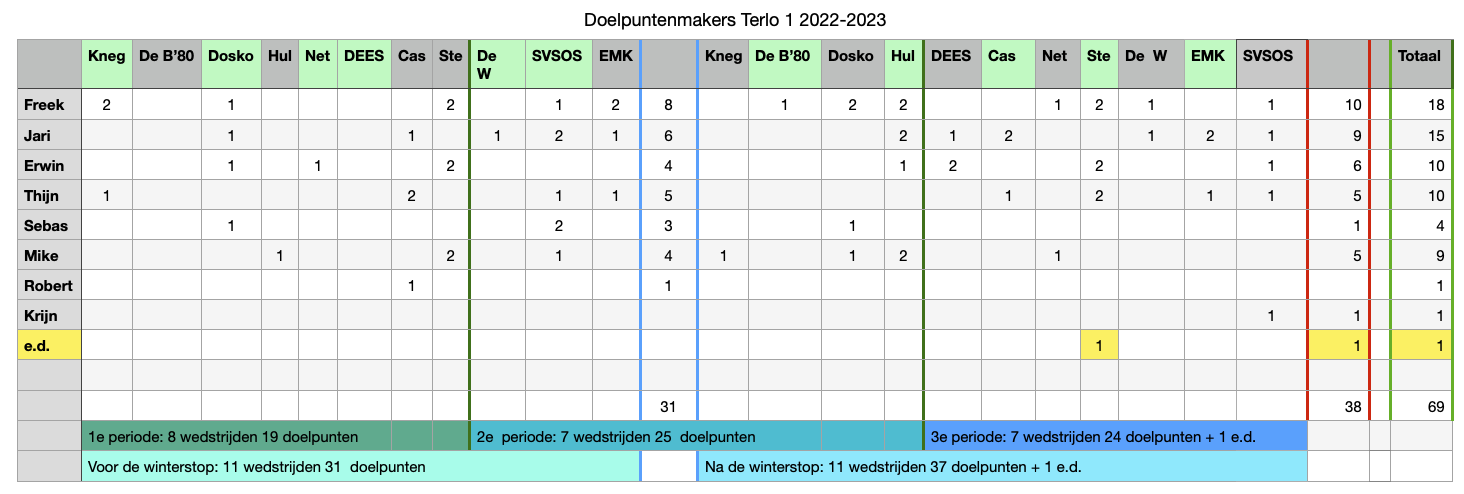 Doelpuntenmakers Terlo 1 2022-2023
Kneg De B’80 Dosko Hul Net DEES Cas Ste De W SVSOS EMK Kneg De B’80 Dosko Hul DEES Cas Net Ste De W EMK SVSOS Totaal
Freek 2 1 2 1 2 8 1 2 2 1 2 1 1 10 18
Jari 1 1 1 2 1 6 2 1 2 1 2 1 9 15
Erwin 1 1 2 4 1 2 2 1 6 10
Thijn 1 2 1 1 5 1 2 1 1 5 10
Sebas 1 2 3 1 1 4
Mike 1 2 1 4 1 1 2 1 5 9
Robert 1 1 1
Krijn 1 1 1
e.d. 1 1 1
31 38 69
1e periode: 8 wedstrijden 19 doelpunten 2e periode: 7 wedstrijden 25 doelpunten 3e periode: 7 wedstrijden 24 doelpunten + 1 e.d.
Voor de winterstop: 11 wedstrijden 31 doelpunten Na de winterstop: 11 wedstrijden 37 doelpunten + 1 e.d.